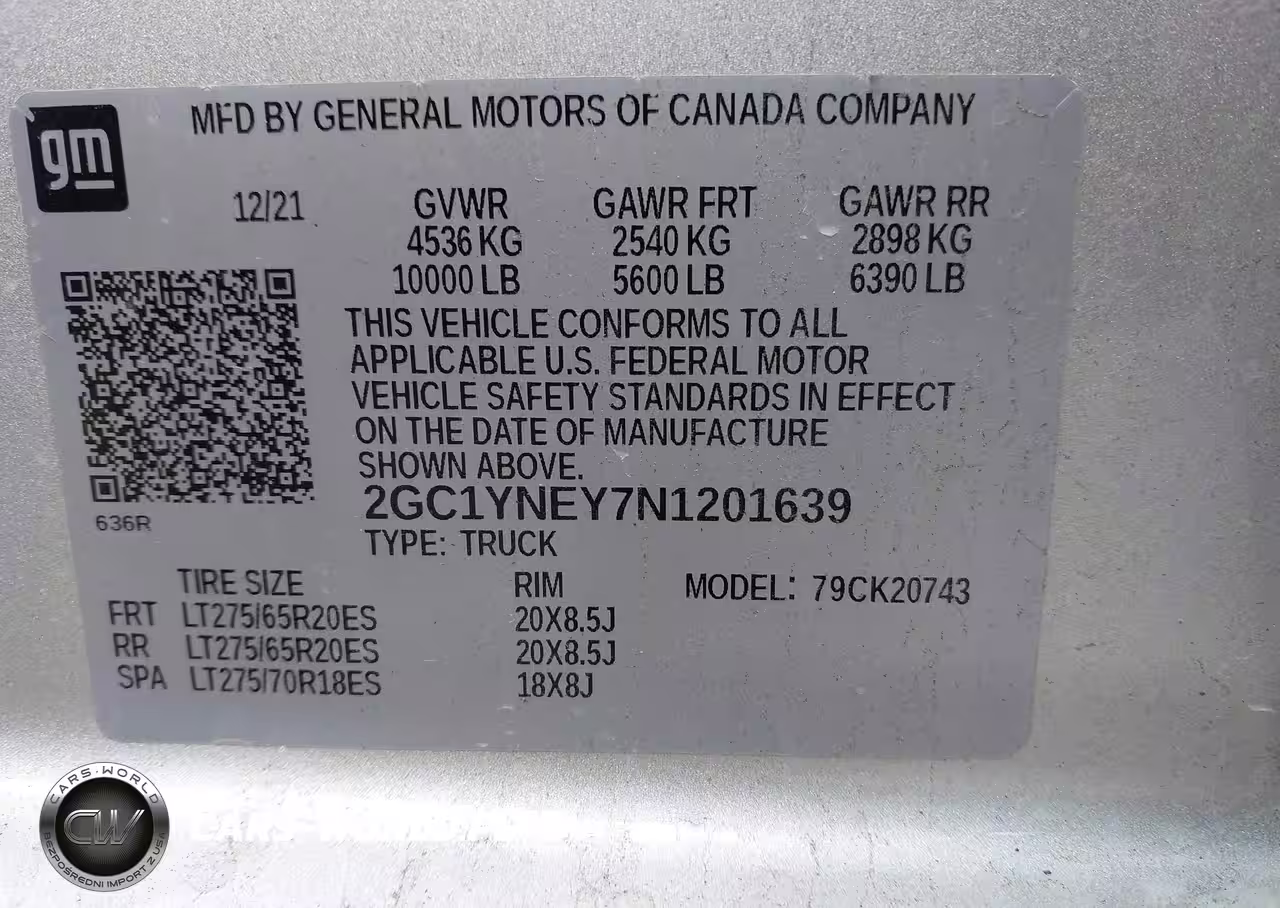 gm
MFD BY GENERAL MOTORS OF CANADA COMPANY
12/21 GVWR GAWR FRT GAWR RR
4536 KG 2540 KG 2898 KG
10000 LB 5600 LB 6390 LB
THIS VEHICLE CONFORMS TO ALL
APPLICABLE U.S. FEDERAL MOTOR
VEHICLE SAFETY STANDARDS IN EFFECT
ON THE DATE OF MANUFACTURE
SHOWN ABOVE.
2GC1YNEY7N1201639
636R
TYPE: TRUCK
TIRE SIZE RIM MODEL: 79CK20743
FRT LT275/65R20ES 20X8.5J
RR LT275/65R20ES 20X8.5J
SPA LT275/70R18ES 18X8J
CARS·WORLD
CW
BEZPOŚREDNI IMPORT Z USA